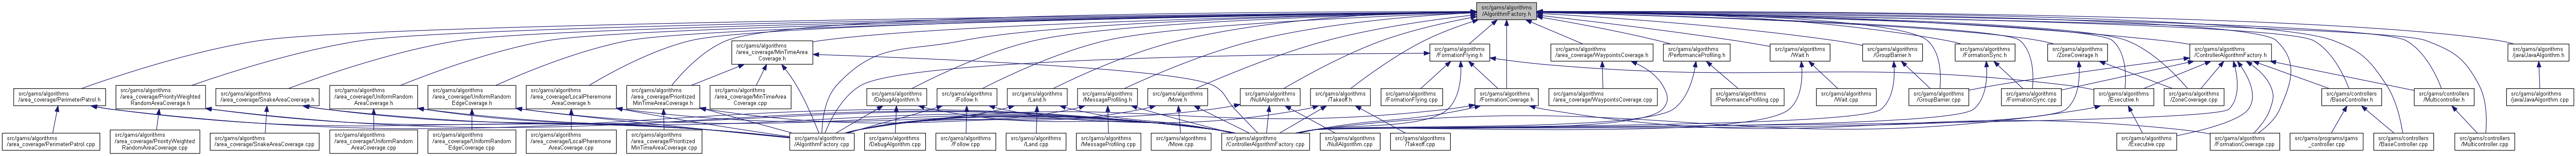 src/gams/algorithms
/AlgorithmFactory.h
src/gams/algorithms
/area_coverage/MinTimeArea
Coverage.h
src/gams/algorithms
/FormationFlying.h
src/gams/algorithms
/area_coverage/WaypointsCoverage.h
src/gams/algorithms
/PerformanceProfiling.h
src/gams/algorithms
/Wait.h
src/gams/algorithms
/GroupBarrier.h
src/gams/algorithms
/FormationSync.h
src/gams/algorithms
/ZoneCoverage.h
src/gams/algorithms
/ControllerAlgorithmFactory.h
src/gams/algorithms
/java/JavaAlgorithm.h
src/gams/algorithms
/area_coverage/PerimeterPatrol.h
src/gams/algorithms
/area_coverage/PriorityWeighted
RandomAreaCoverage.h
src/gams/algorithms
/area_coverage/SnakeAreaCoverage.h
src/gams/algorithms
/area_coverage/UniformRandom
AreaCoverage.h
src/gams/algorithms
/area_coverage/UniformRandom
EdgeCoverage.h
src/gams/algorithms
/area_coverage/LocalPheremone
AreaCoverage.h
src/gams/algorithms
/area_coverage/Prioritized
MinTimeAreaCoverage.h
src/gams/algorithms
/area_coverage/MinTimeArea
Coverage.cpp
src/gams/algorithms
/DebugAlgorithm.h
src/gams/algorithms
/Follow.h
src/gams/algorithms
/Land.h
src/gams/algorithms
/MessageProfiling.h
src/gams/algorithms
/Move.h
src/gams/algorithms
/NullAlgorithm.h
src/gams/algorithms
/Takeoff.h
src/gams/algorithms
/FormationFlying.cpp
src/gams/algorithms
/FormationCoverage.h
src/gams/algorithms
/area_coverage/WaypointsCoverage.cpp
src/gams/algorithms
/PerformanceProfiling.cpp
src/gams/algorithms
/Wait.cpp
src/gams/algorithms
/GroupBarrier.cpp
src/gams/algorithms
/FormationSync.cpp
src/gams/algorithms
/Executive.h
src/gams/algorithms
/ZoneCoverage.cpp
src/gams/controllers
/BaseController.h
src/gams/controllers
/Multicontroller.h
src/gams/algorithms
/java/JavaAlgorithm.cpp
src/gams/algorithms
/area_coverage/PerimeterPatrol.cpp
src/gams/algorithms
/area_coverage/PriorityWeighted
RandomAreaCoverage.cpp
src/gams/algorithms
/area_coverage/SnakeAreaCoverage.cpp
src/gams/algorithms
/area_coverage/UniformRandom
AreaCoverage.cpp
src/gams/algorithms
/area_coverage/UniformRandom
EdgeCoverage.cpp
src/gams/algorithms
/area_coverage/LocalPheremone
AreaCoverage.cpp
src/gams/algorithms
/area_coverage/Prioritized
MinTimeAreaCoverage.cpp
src/gams/algorithms
/AlgorithmFactory.cpp
src/gams/algorithms
/DebugAlgorithm.cpp
src/gams/algorithms
/Follow.cpp
src/gams/algorithms
/Land.cpp
src/gams/algorithms
/MessageProfiling.cpp
src/gams/algorithms
/Move.cpp
src/gams/algorithms
/ControllerAlgorithmFactory.cpp
src/gams/algorithms
/NullAlgorithm.cpp
src/gams/algorithms
/Takeoff.cpp
src/gams/algorithms
/Executive.cpp
src/gams/algorithms
/FormationCoverage.cpp
src/gams/programs/gams
_controller.cpp
src/gams/controllers
/BaseController.cpp
src/gams/controllers
/Multicontroller.cpp